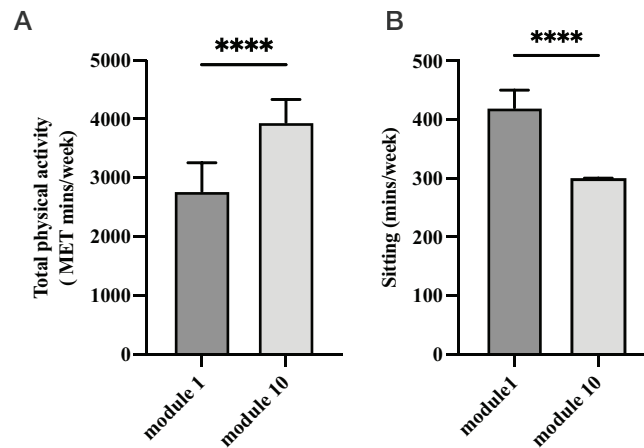 A
****
Total physical activity
( MET mins/week)
5000
4000
3000
2000
1000
0
module 1
module 10
B
****
Sitting (mins/week)
500
400
300
200
100
0
module1
module 10